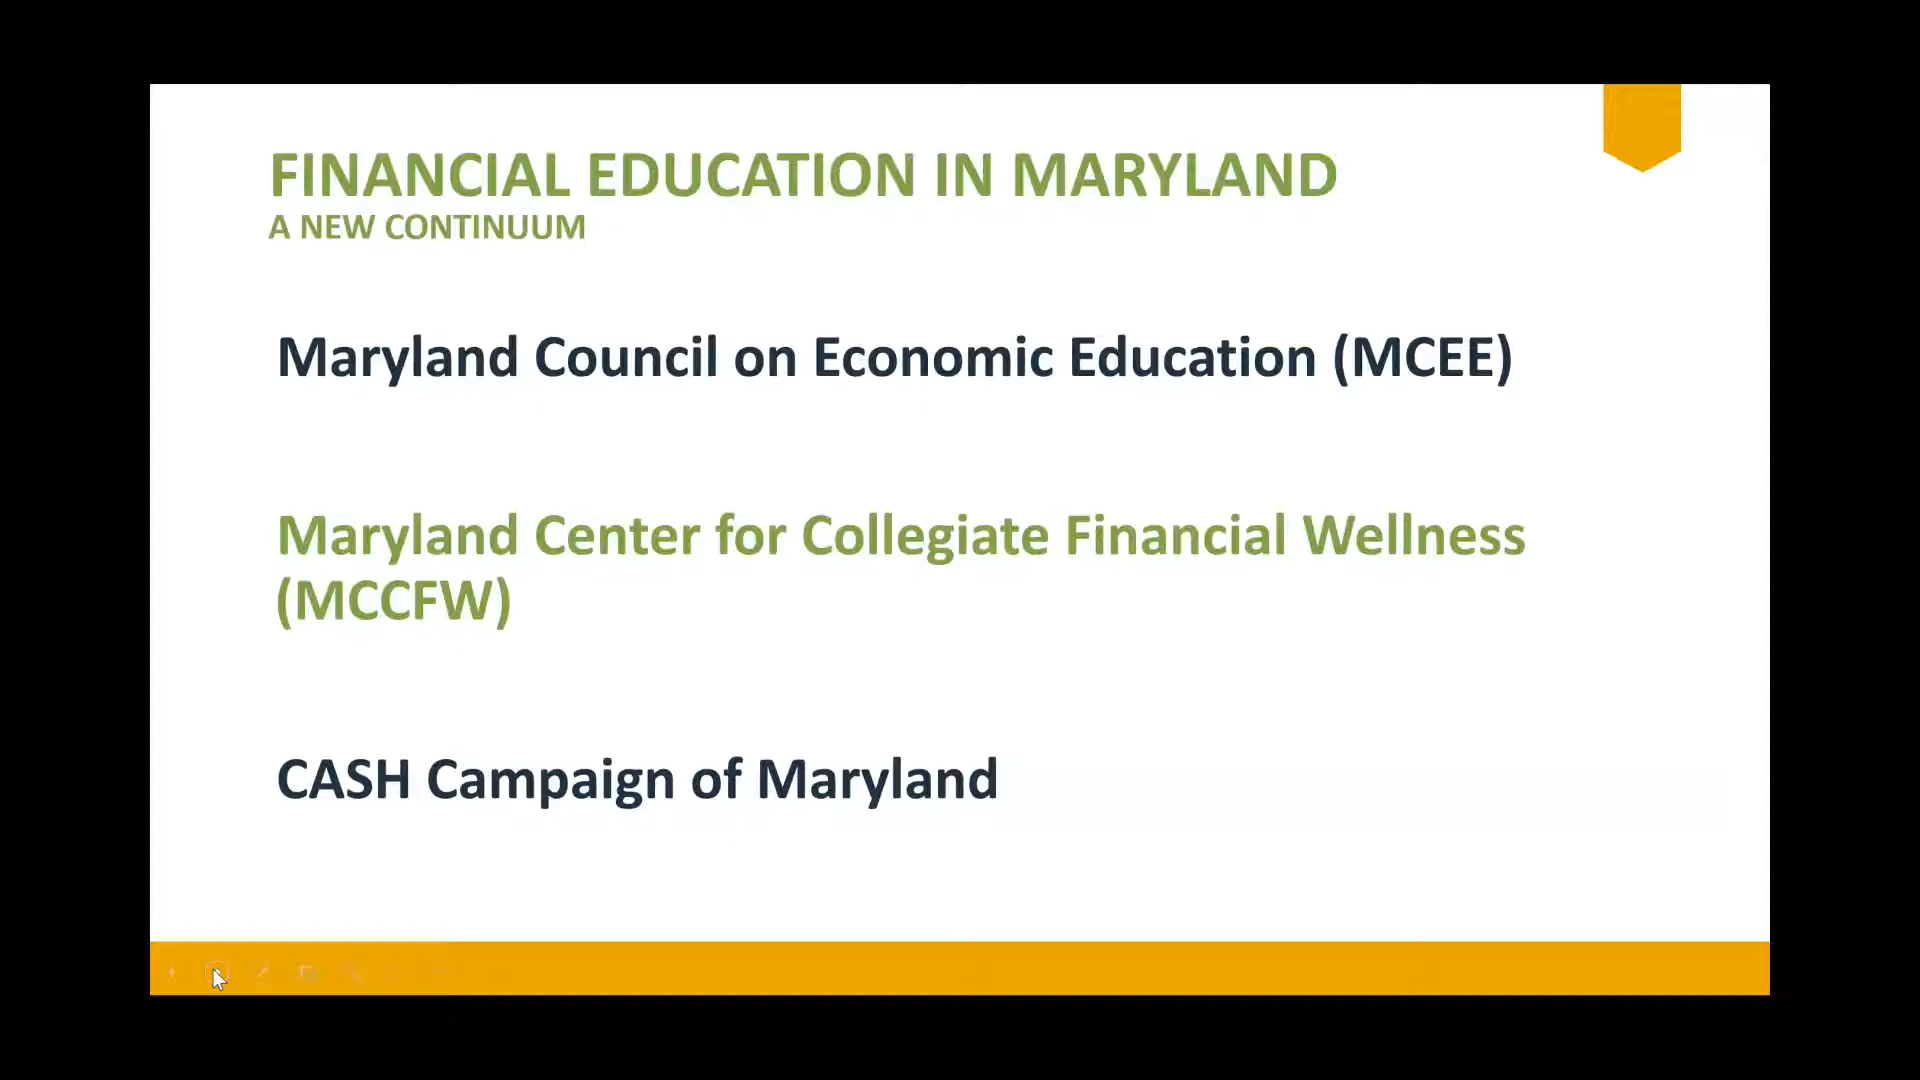 FINANCIAL EDUCATION IN MARYLAND
A NEW CONTINUUM
Maryland Council on Economic Education (MCEE)
Maryland Center for Collegiate Financial Wellness
(MCCFW)
CASH Campaign of Maryland